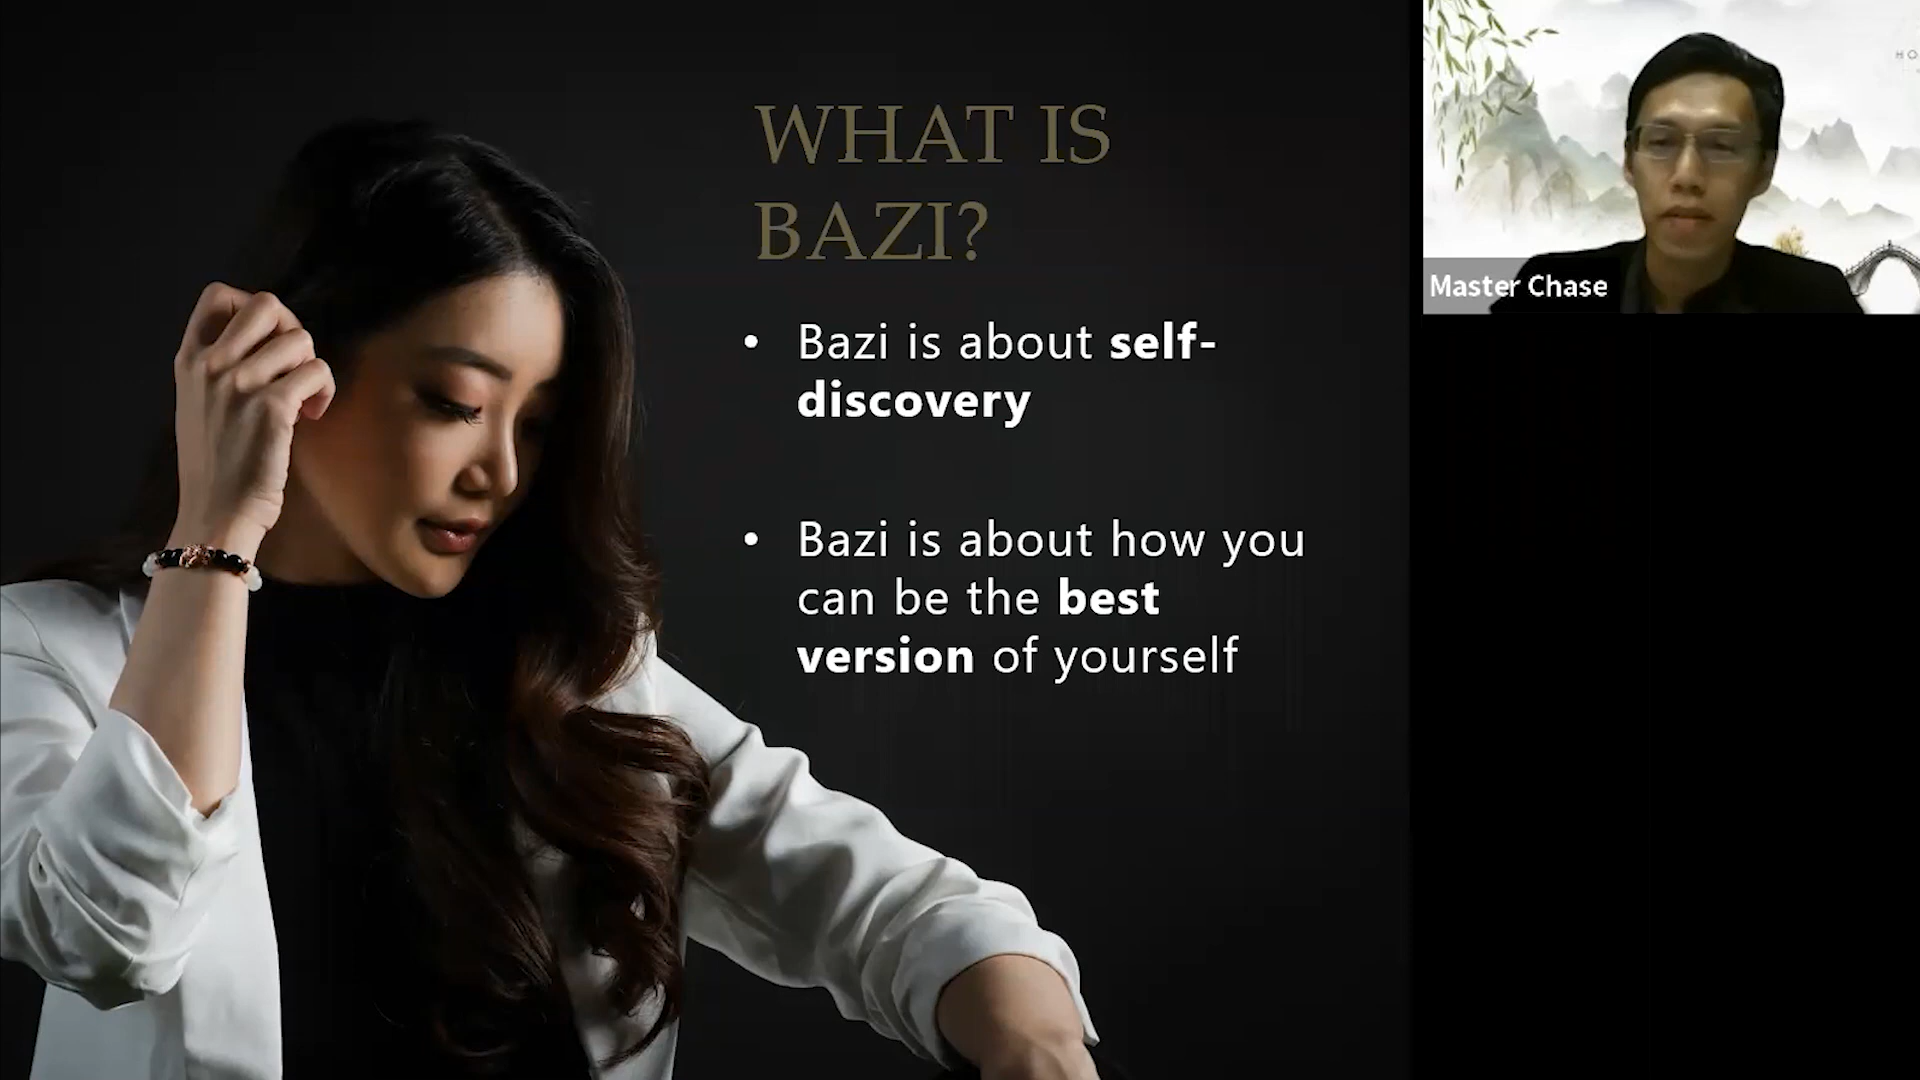 WHAT IS
BAZI?
• Bazi is about self-
discovery
• Bazi is about how you
can be the best
version of yourself
HO
Master Chase